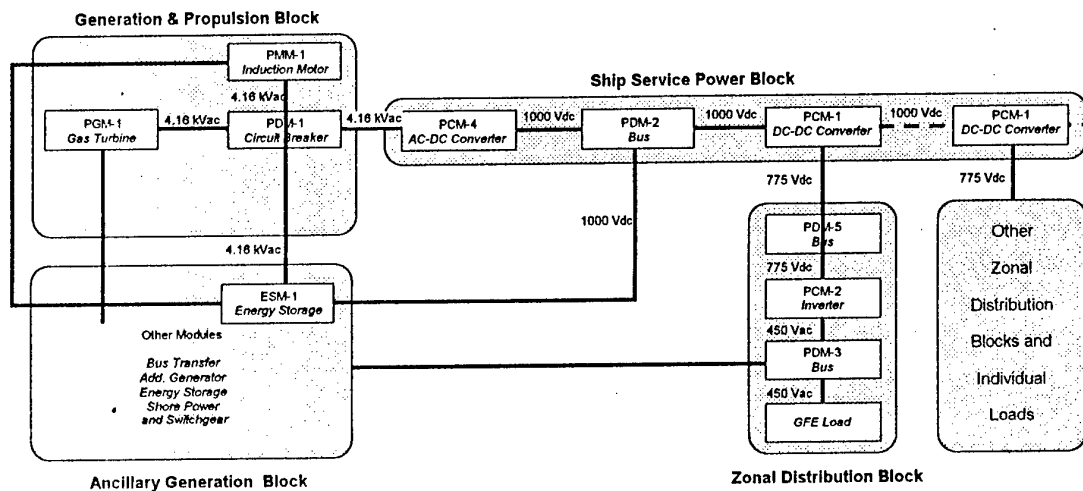 Generation & Propulsion Block
PMM-1
Induction Motor
4.16 kVac
PGM-1
Gas Turbine
4.16 kVac
PDM-1
Circuit Breaker
4.16 kVac
4.16 kVac
Ship Service Power Block
PCM-4
AC-DC Converter
1000 Vdc
PDM-2
Bus
1000 Vdc
PCM-1
DC-DC Converter
1000 Vdc
PCM-1
DC-DC Converter
1000 Vdc
775 Vdc
775 Vdc
ESM-1
Energy Storage
Other Modules
Bus Transfer
Add. Generator
Energy Storage
Shore Power
and Switchgear
Ancillary Generation Block
PDM-5
Bus
775 Vdc
PCM-2
Inverter
450 Vac
PDM-3
Bus
450 Vac
GFE Load
Zonal Distribution Block
Other
Zonal
Distribution
Blocks and
Individual
Loads